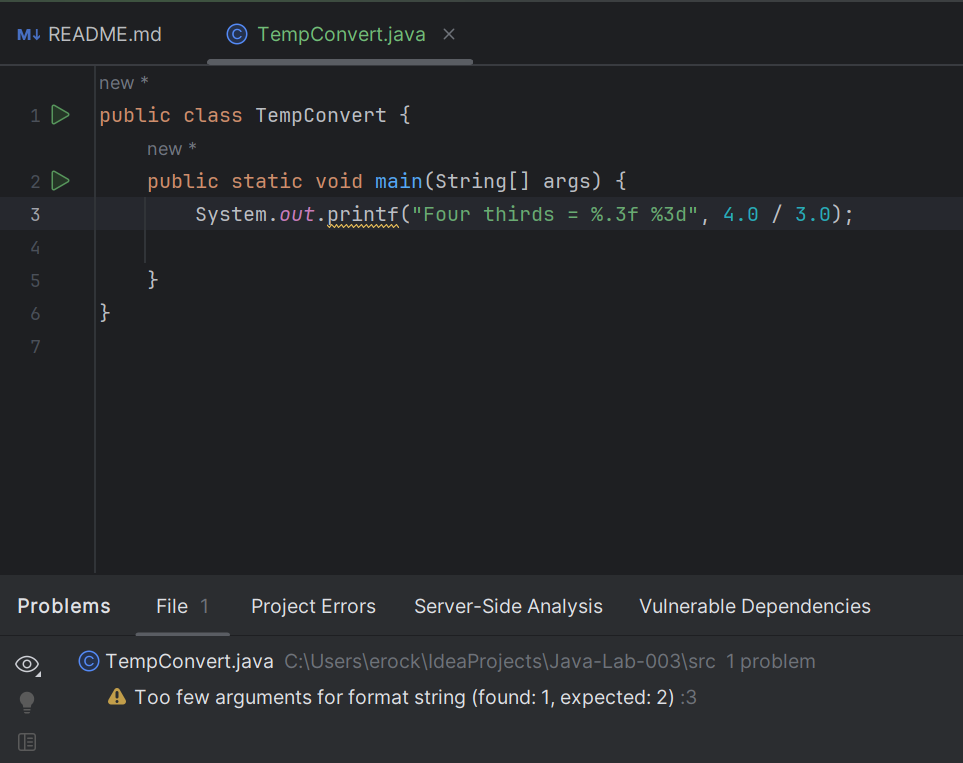 M↓ README.md TempConvert.java ×
new *
1 public class TempConvert {
new *
2 public static void main(String[] args) {
3 System.out.printf("Four thirds = %.3f %3d", 4.0 / 3.0);
4
5 }
6 }
7
Problems File 1 Project Errors Server-Side Analysis Vulnerable Dependencies
C TempConvert.java C:\Users\erock\IdeaProjects\Java-Lab-003\src 1 problem
Too few arguments for format string (found: 1, expected: 2) :3